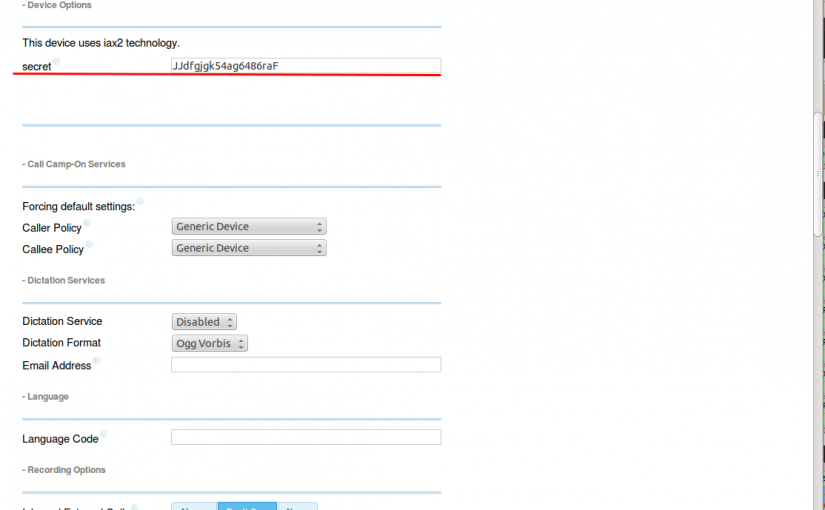 - Device Options
This device uses iax2 technology.
secret JJdfgjgk54ag6486raF
- Call Camp-On Services
Forcing default settings:
Caller Policy Generic Device
Callee Policy Generic Device
- Dictation Services
Dictation Service Disabled
Dictation Format Ogg Vorbis
Email Address
- Language
Language Code
- Recording Options